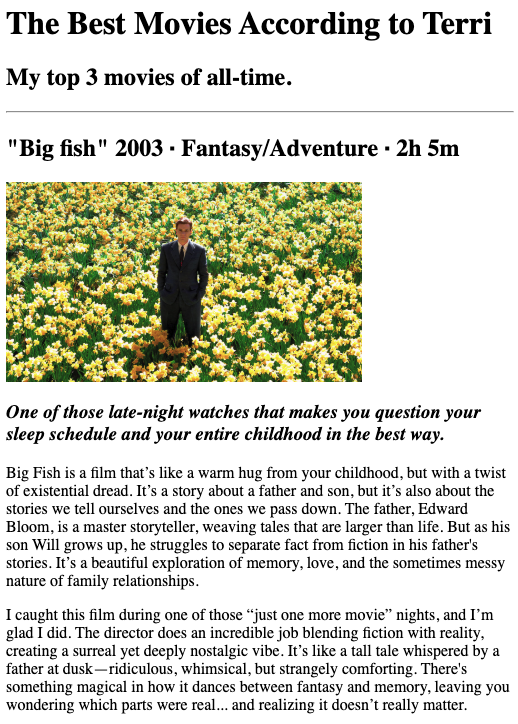 The Best Movies According to Terri
My top 3 movies of all-time.
"Big fish" 2003 · Fantasy/Adventure · 2h 5m
One of those late-night watches that makes you question your
sleep schedule and your entire childhood in the best way.
Big Fish is a film that’s like a warm hug from your childhood, but with a twist
of existential dread. It’s a story about a father and son, but it’s also about the
stories we tell ourselves and the ones we pass down. The father, Edward
Bloom, is a master storyteller, weaving tales that are larger than life. But as his
son Will grows up, he struggles to separate fact from fiction in his father's
stories. It’s a beautiful exploration of memory, love, and the sometimes messy
nature of family relationships.
I caught this film during one of those “just one more movie” nights, and I’m
glad I did. The director does an incredible job blending fiction with reality,
creating a surreal yet deeply nostalgic vibe. It’s like a tall tale whispered by a
father at dusk—ridiculous, whimsical, but strangely comforting. There's
something magical in how it dances between fantasy and memory, leaving you
wondering which parts were real... and realizing it doesn’t really matter.